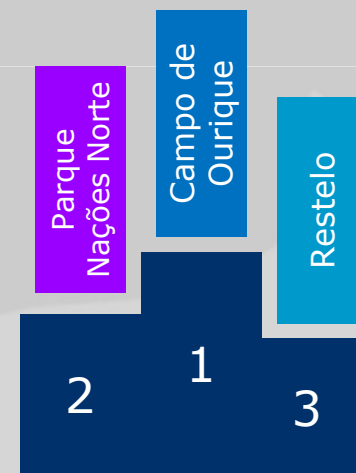 Parque
Nações Norte
Campo de
Ourique
Restelo
2
1
3